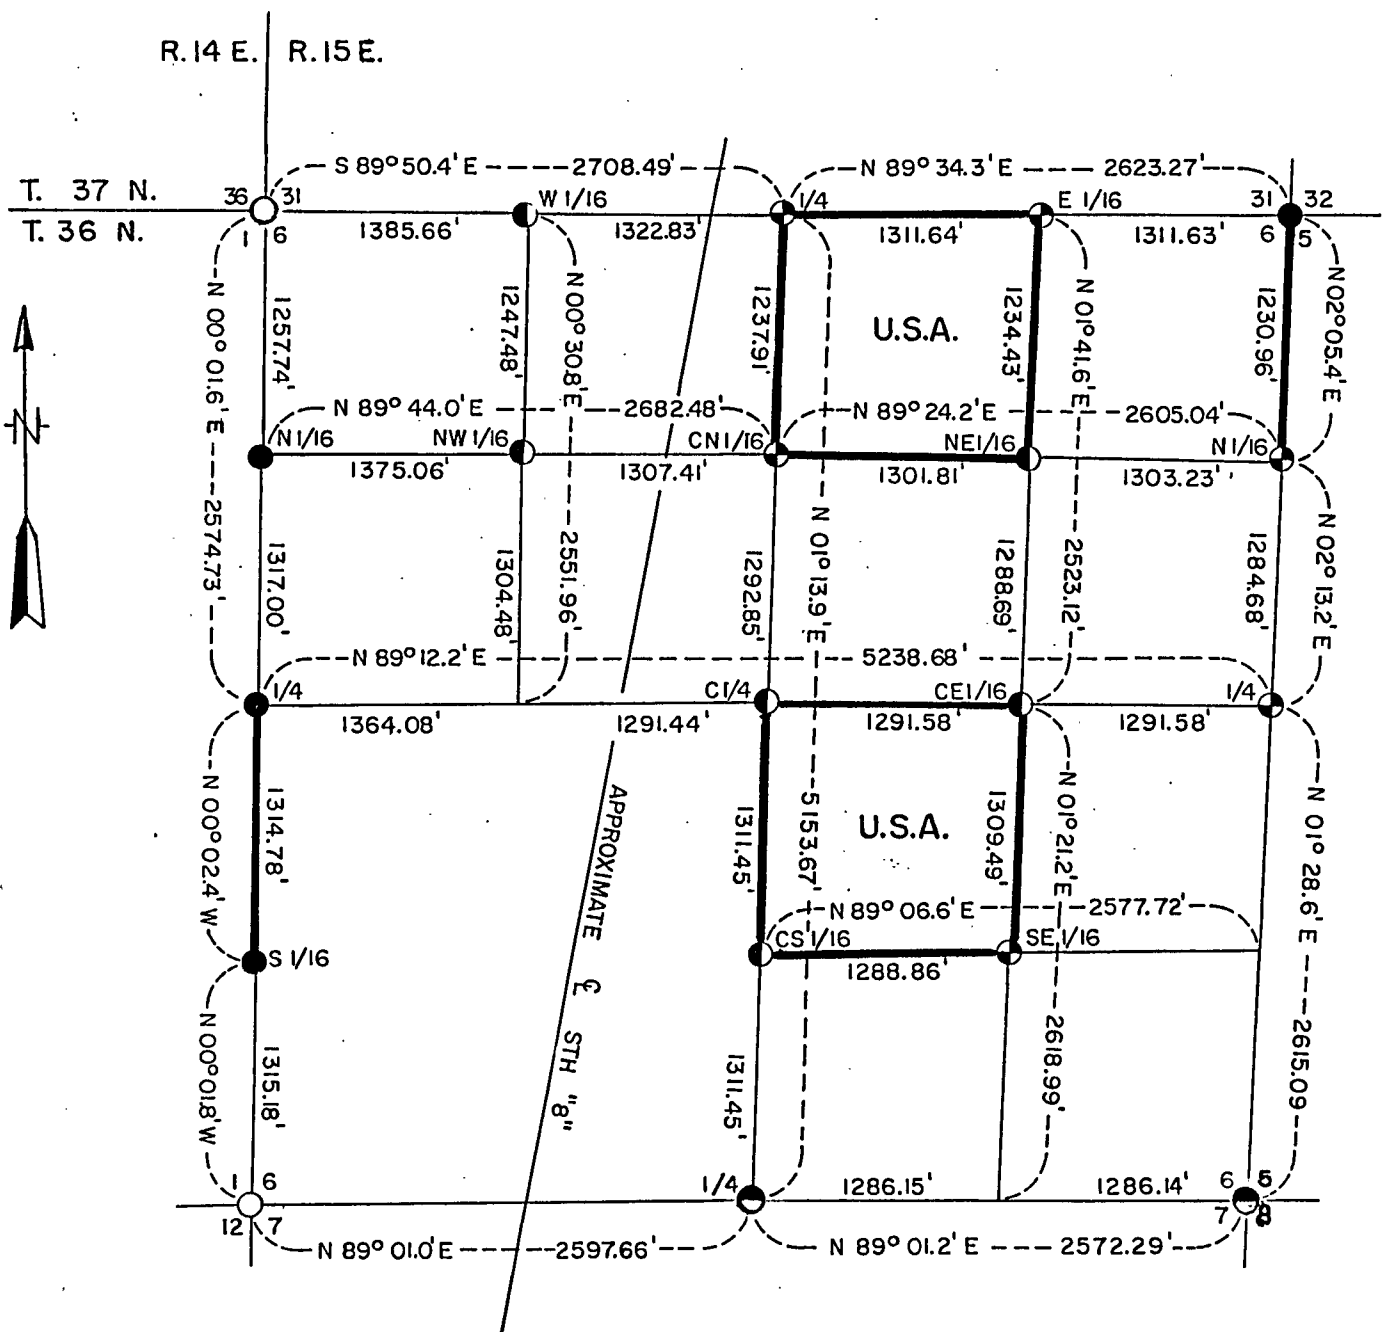 R.14 E. R.15 E.
S 89° 50.4' E 2708.49' N 89° 34.3' E 2623.27'
T. 37 N. 36 31 W 1/16 1/4 E 1/16 31 32
T. 36 N. 1 6 1385.66' 1322.83' 1311.64' 1311.63' 6 5
N 00° 01.6' E 2574.73'
1257.74'
1247.48'
N 00° 30.8' E 2551.96'
1237.91'
U.S.A.
1234.43'
N 01° 41.6' E 2523.12'
1230.96'
N 02° 05.4' E
N
N 89° 44.0' E 2682.48' N 89° 24.2' E 2605.04'
N 1/16 NW 1/16 CN 1/16 NE 1/16 N 1/16
1375.06' 1307.41' 1301.81' 1303.23'
1317.00'
1304.48'
1292.85'
N 01° 13.9' E 5153.67'
1288.69'
1284.68'
N 02° 13.2' E
N 89° 12.2' E 5238.68'
1/4 C 1/4 CE 1/16 1/4
1364.08' 1291.44' 1291.58' 1291.58'
N 00° 02.4' W
1314.78'
APPROXIMATE ℄ STH "8"
1311.45'
U.S.A.
1309.49'
N 01° 21.2' E 2618.99'
N 01° 28.6' E 2615.09
N 89° 06.6' E 2577.72'
S 1/16 CS 1/16 SE 1/16
1288.86'
N 00° 01.8' W
1315.18'
1311.45'
1 6 1/4 1286.15' 1286.14' 6 5
12 7 7 8
N 89° 01.0' E 2597.66' N 89° 01.2' E 2572.29'